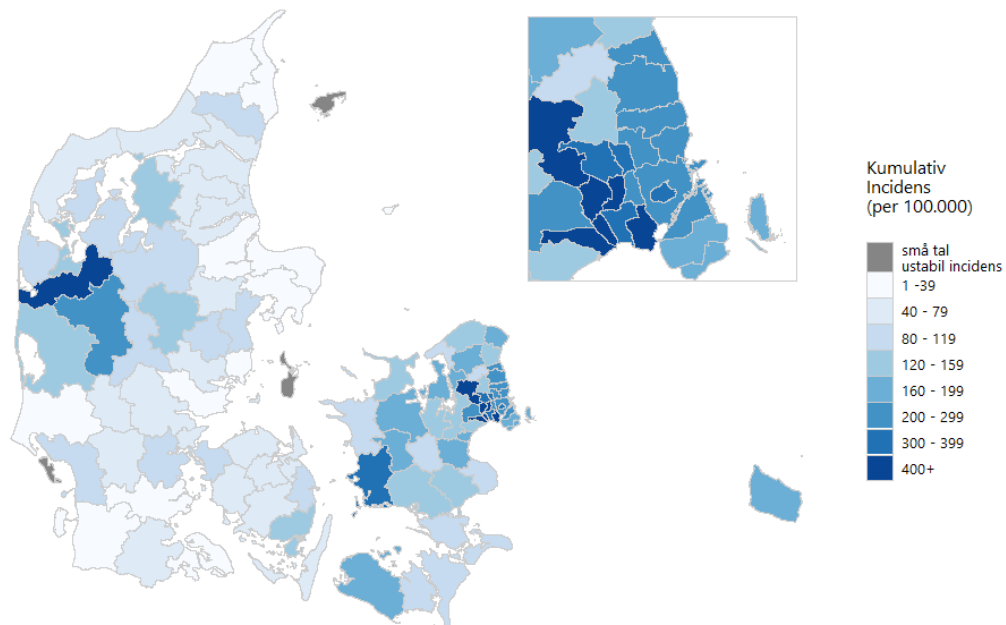 Kumulativ
Incidens
(per 100.000)
små tal
ustabil incidens
1 -39
40 - 79
80 - 119
120 - 159
160 - 199
200 - 299
300 - 399
400+